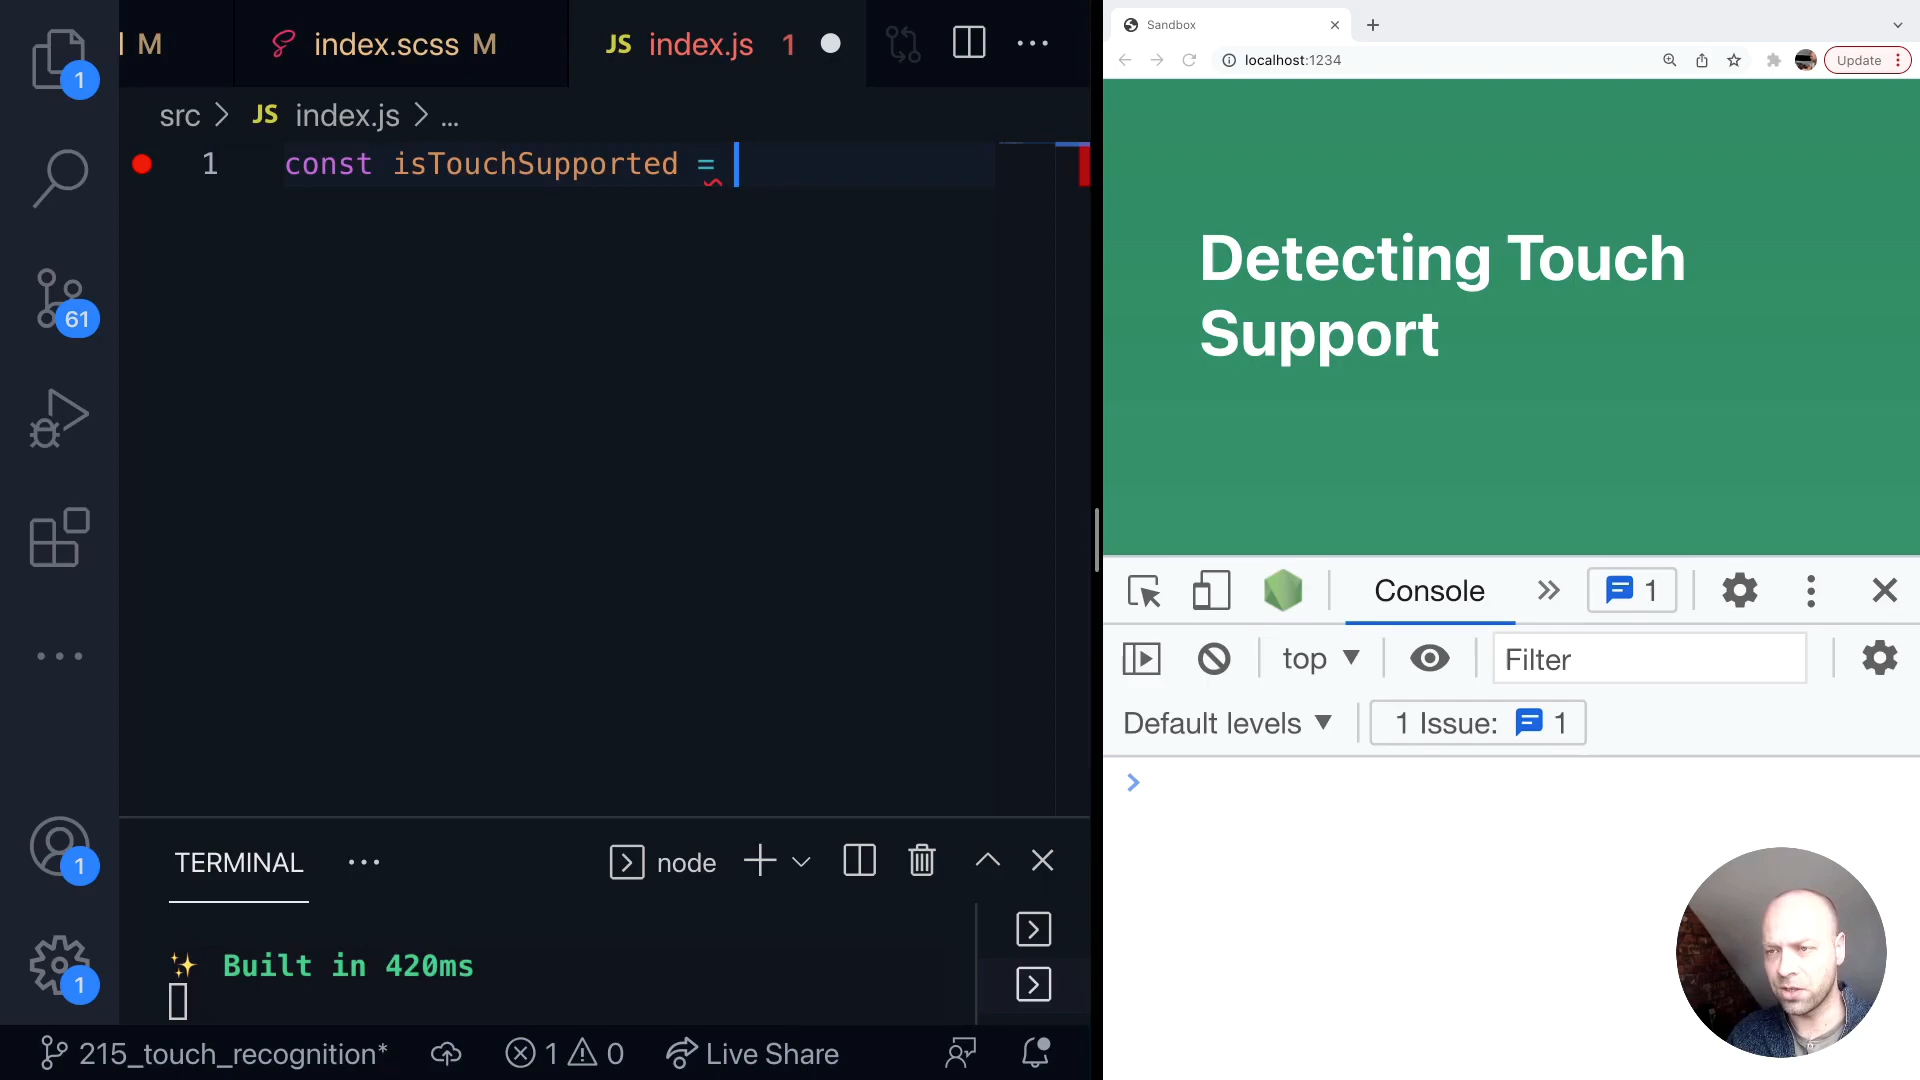 M
index.scss M
JS index.js 1
src > JS index.js > ...
1 const isTouchSupported =
TERMINAL
node
✨ Built in 420ms
215_touch_recognition*
1 0
Live Share
1
61
1
1
Sandbox
localhost:1234
Update
Detecting Touch
Support
Console
1
top
Filter
Default levels
1 Issue: 1